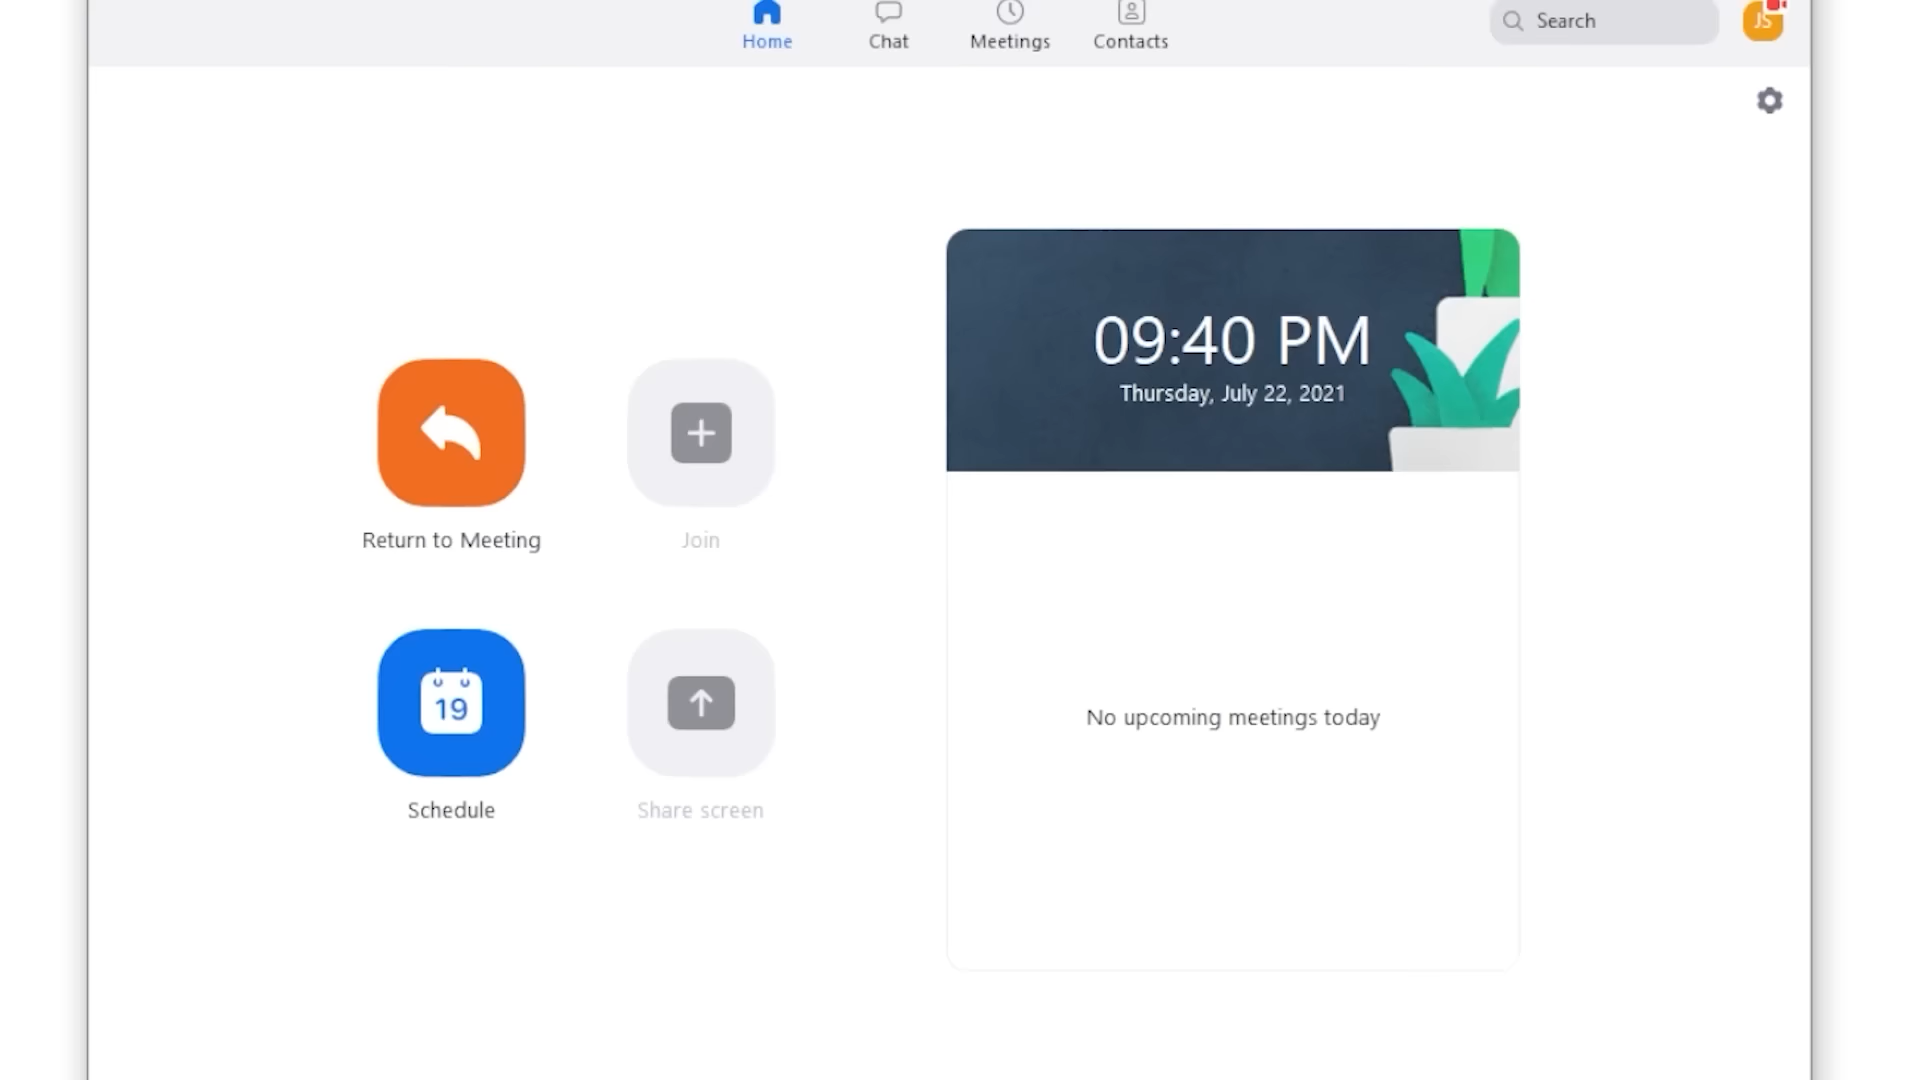 Home
Chat
Meetings
Contacts
Search
JS
09:40 PM
Thursday, July 22, 2021
Return to Meeting
Join
19
Schedule
Share screen
No upcoming meetings today